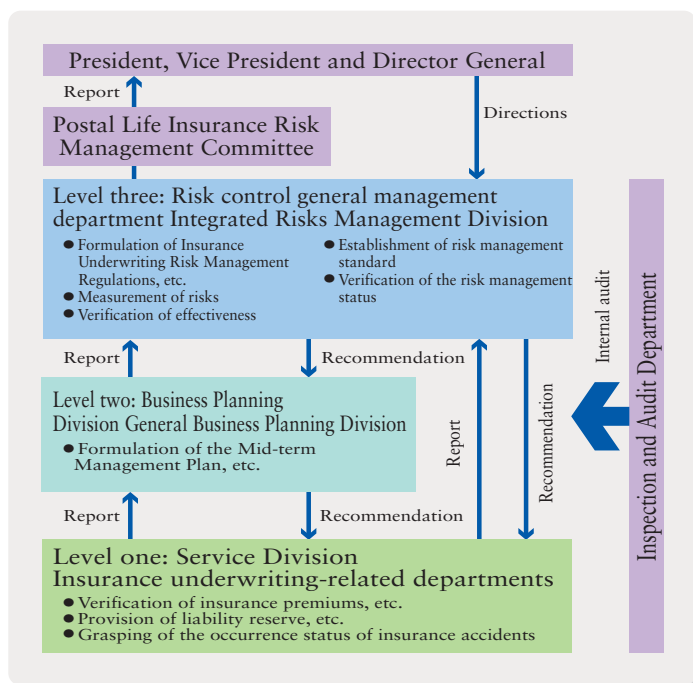 President, Vice President and Director General
Report
Directions
Postal Life Insurance Risk
Management Committee
Level three: Risk control general management
department Integrated Risks Management Division
● Formulation of Insurance
Underwriting Risk Management
Regulations, etc.
● Measurement of risks
● Verification of effectiveness
● Establishment of risk management
standard
● Verification of the risk management
status
Report
Recommendation
Level two: Business Planning
Division General Business Planning Division
● Formulation of the Mid-term
Management Plan, etc.
Report
Recommendation
Report
Recommendation
Level one: Service Division
Insurance underwriting-related departments
● Verification of insurance premiums, etc.
● Provision of liability reserve, etc.
● Grasping of the occurrence status of insurance accidents
Internal audit
Inspection and Audit Department